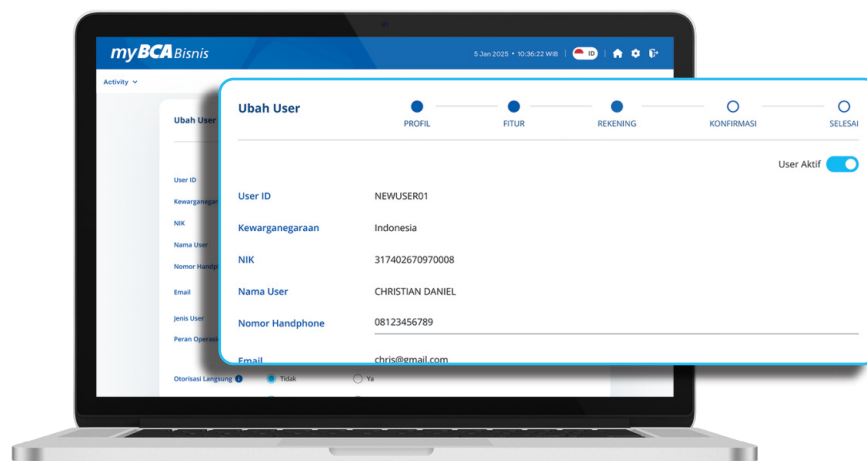 myBCA Bisnis
5 Jan 2025 • 10:36:22 WIB
ID
Activity
Ubah User
User ID
Kewarganegar
NIK
Nama User
Nomor Handp
Email
Jenis User
Peran Operasi
Otorisasi Langsung
Tidak
Ya
Ubah User
PROFIL
FITUR
REKENING
KONFIRMASI
SELESAI
User Aktif
User ID NEWUSER01
Kewarganegaraan Indonesia
NIK 317402670970008
Nama User CHRISTIAN DANIEL
Nomor Handphone 08123456789
Email chris@gmail.com